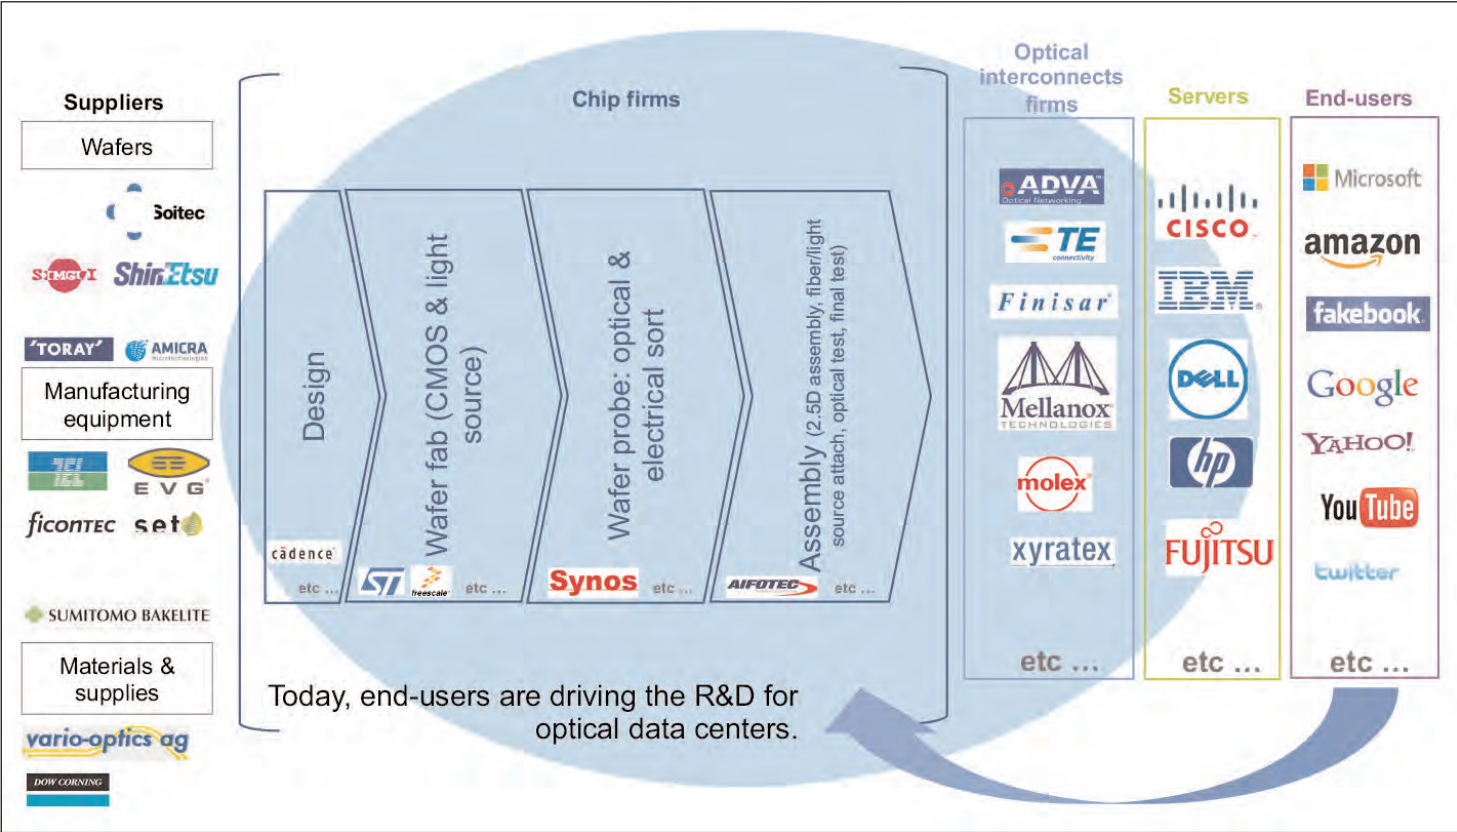 Suppliers
Wafers
Soitec
SIMGUI
ShinEtsu
'TORAY'
AMICRA
microtechnologies
Manufacturing
equipment
TEL
EVG
ficonTEC
set
SUMITOMO BAKELITE
Materials &
supplies
vario-optics ag
DOW CORNING
Chip firms
Design
cādence
etc ...
Wafer fab (CMOS & light
source)
ST
freescale
etc ...
Wafer probe: optical &
electrical sort
Synos
etc ...
Assembly (2.5D assembly, fiber/light
source attach, optical test, final test)
AIFOTEC
etc ...
Today, end-users are driving the R&D for
optical data centers.
Optical
interconnects
firms
ADVA™
Optical Networking
TE
connectivity
Finisar®
Mellanox®
TECHNOLOGIES
molex®
xyratex
etc ...
Servers
CISCO
IBM®
DELL
hp
FUJITSU
etc ...
End-users
Microsoft
amazon
fakebook
Google
YAHOO!
YouTube
twitter
etc ...